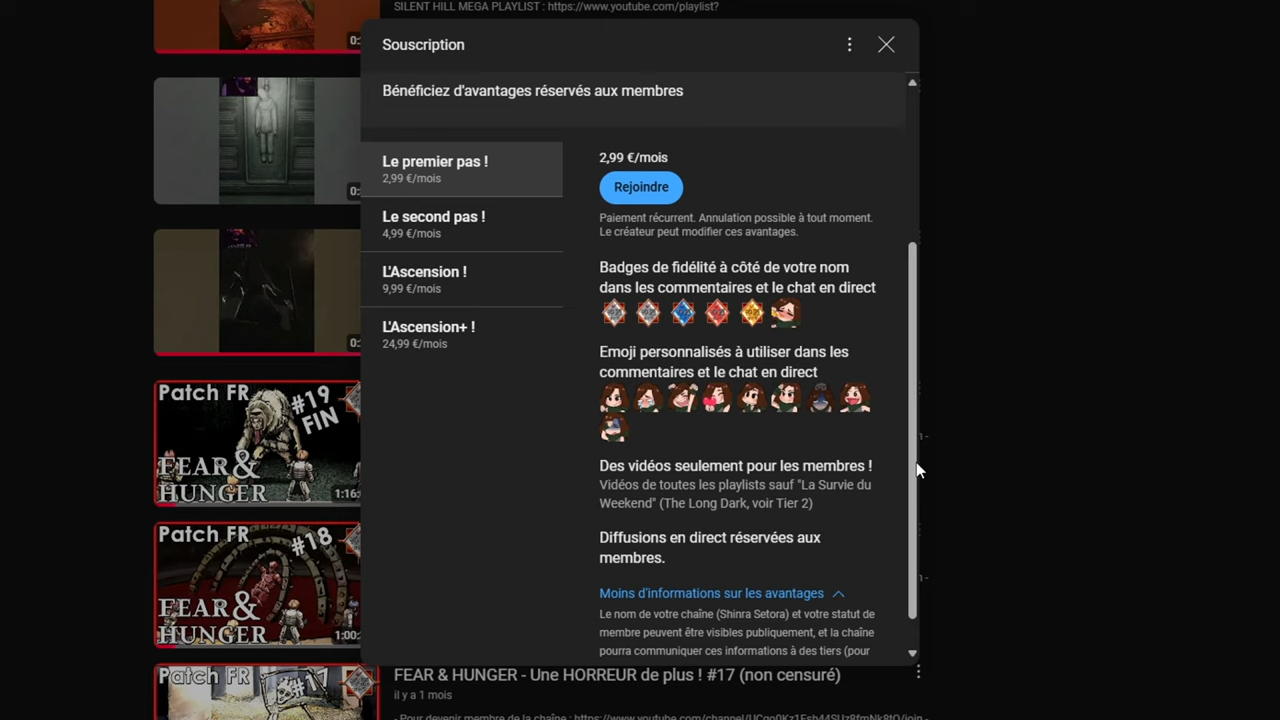 SILENT HILL MEGA PLAYLIST : https://www.youtube.com/playlist?
Souscription
Bénéficiez d'avantages réservés aux membres
Le premier pas !
2,99 €/mois
Le second pas !
4,99 €/mois
L'Ascension !
9,99 €/mois
L'Ascension+ !
24,99 €/mois
2,99 €/mois
Rejoindre
Paiement récurrent. Annulation possible à tout moment.
Le créateur peut modifier ces avantages.
Badges de fidélité à côté de votre nom
dans les commentaires et le chat en direct
Emoji personnalisés à utiliser dans les
commentaires et le chat en direct
Des vidéos seulement pour les membres !
Vidéos de toutes les playlists sauf "La Survie du
Weekend" (The Long Dark, voir Tier 2)
Diffusions en direct réservées aux
membres.
Moins d'informations sur les avantages
Le nom de votre chaîne (Shinra Setora) et votre statut de
membre peuvent être visibles publiquement, et la chaîne
pourra communiquer ces informations à des tiers (pour
Patch FR
#19
FIN
FEAR &
HUNGER
1:16:
Patch FR
#18
FEAR &
HUNGER
1:00:
Patch FR
#17
FEAR & HUNGER - Une HORREUR de plus ! #17 (non censuré)
il y a 1 mois
- Pour devenir membre de la chaîne :